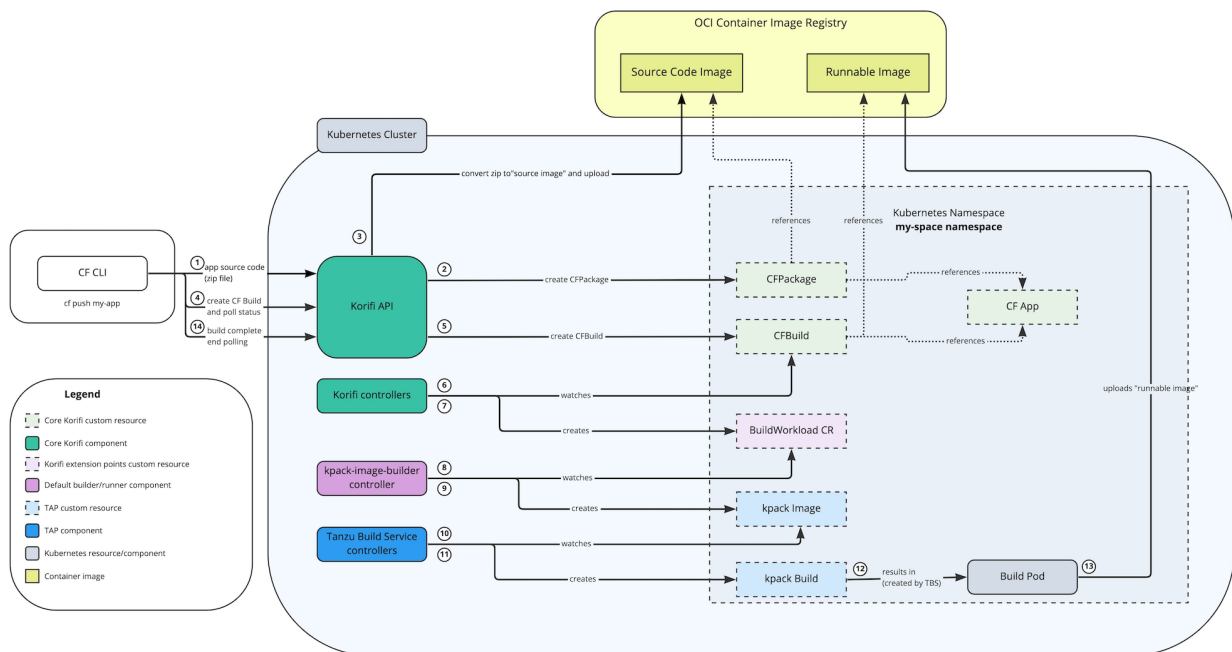 OCI Container Image Registry
Source Code Image
Runnable Image
Kubernetes Cluster
convert zip to"source image" and upload
Kubernetes Namespace
my-space namespace
references
references
3
CF CLI
cf push my-app
1
app source code
(zip file)
4
create CF Build
and poll status
14
build complete
end polling
Korifi API
2
create CFPackage
CFPackage
references
CF App
5
create CFBuild
CFBuild
references
uploads "runnable image"
Korifi controllers
6
7
watches
creates
BuildWorkload CR
kpack-image-builder
controller
8
9
watches
creates
kpack Image
Tanzu Build Service
controllers
10
11
watches
creates
kpack Build
12
results in
(created by TBS)
Build Pod
13
Legend
Core Korifi custom resource
Core Korifi component
Korifi extension points custom resource
Default builder/runner component
TAP custom resource
TAP component
Kubernetes resource/component
Container image